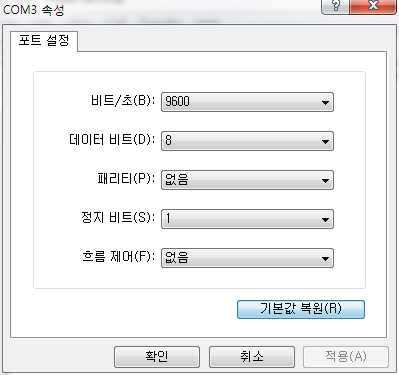 COM3 속성
포트 설정
비트/초(B): 9600
데이터 비트(D): 8
패리티(P): 없음
정지 비트(S): 1
흐름 제어(F): 없음
기본값 복원(R)
확인 취소 적용(A)